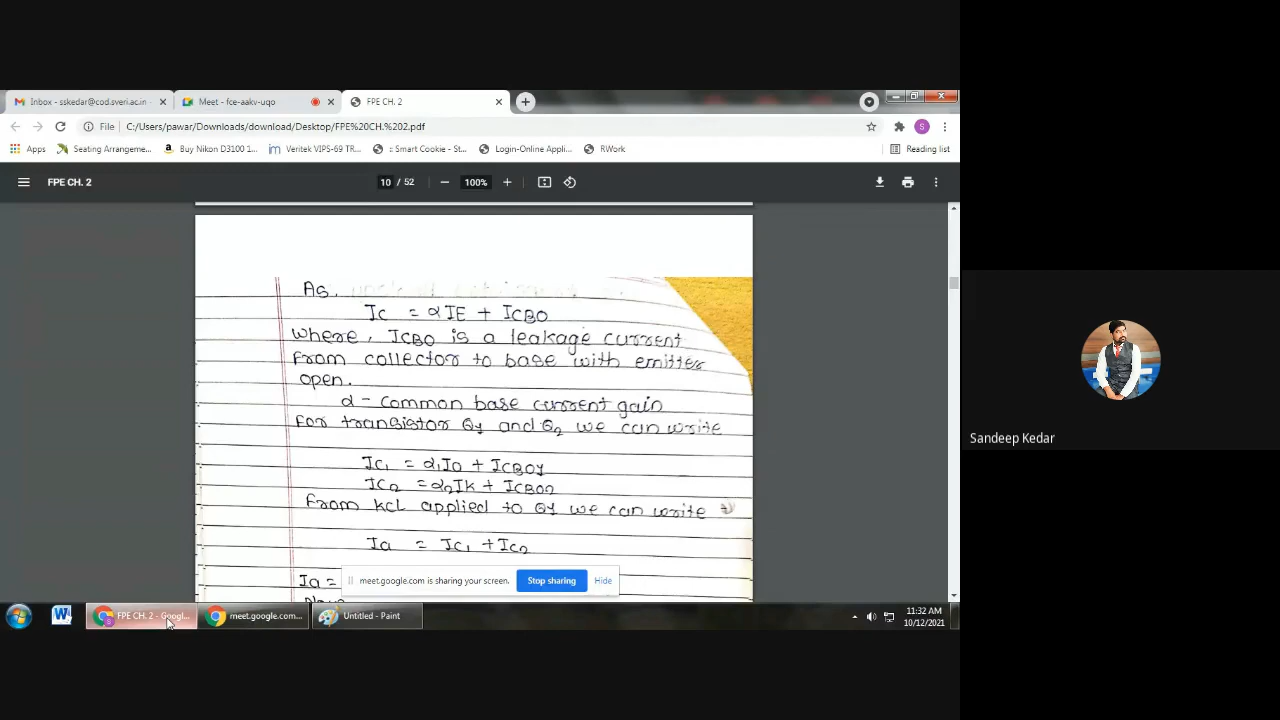 Inbox - sskedar@cod.sveri.ac.in -
Meet - fce-aakv-uqo
FPE CH. 2
File
C:/Users/pawar/Downloads/download/Desktop/FPE%20CH.%202.pdf
Apps
Seating Arrangeme...
Buy Nikon D3100 1...
Veritek VIPS-69 TR...
:: Smart Cookie - St...
Login-Online Appli...
RWork
Reading list
FPE CH. 2
10 / 52
100%
As,
Ic = αIE + ICBO
where, ICBO is a leakage current
from collector to base with emitter
open.
α - common base current gain
For transistor Q1 and Q2 we can write
Ic1 = α1Ia + ICBO1
Ic2 = α2Ik + ICBO2
From kcL applied to Q1 we can write
Ia = Ic1 + Ic2
Ia =
meet.google.com is sharing your screen.
Stop sharing
Hide
FPE CH. 2 - Googl...
meet.google.com...
Untitled - Paint
11:32 AM
10/12/2021
Sandeep Kedar